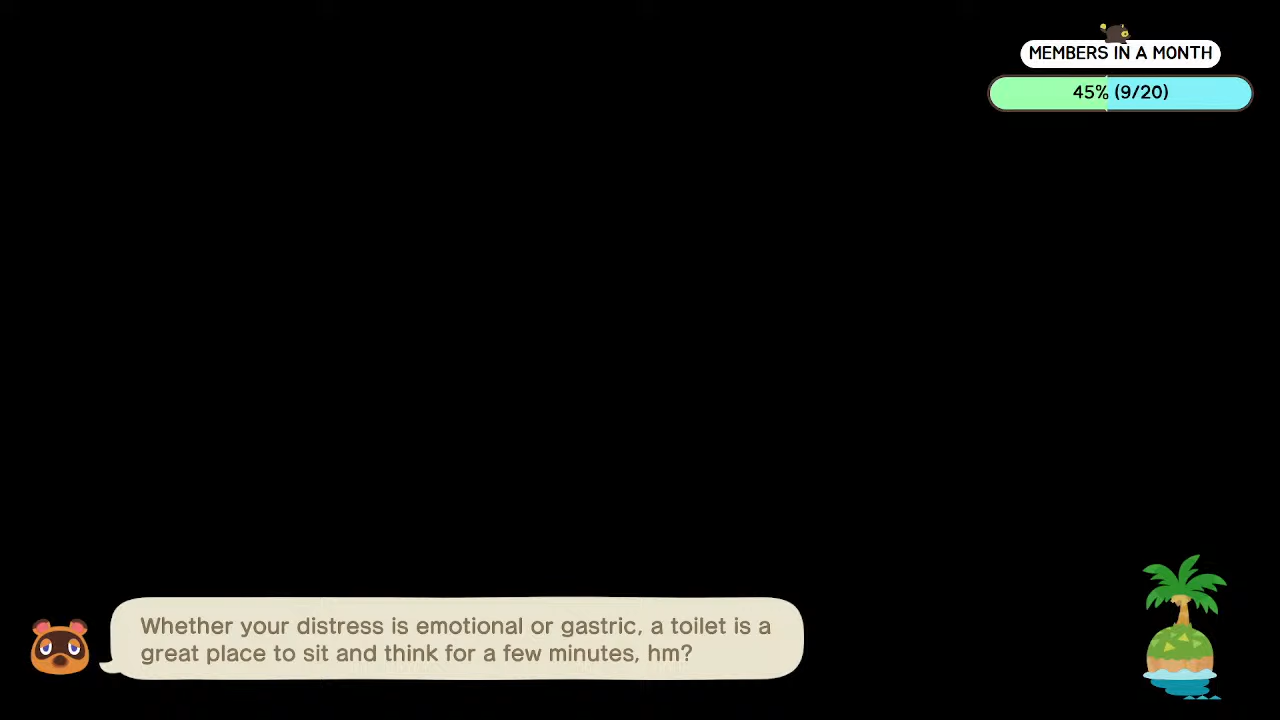 MEMBERS IN A MONTH
45% (9/20)
Whether your distress is emotional or gastric, a toilet is a
great place to sit and think for a few minutes, hm?